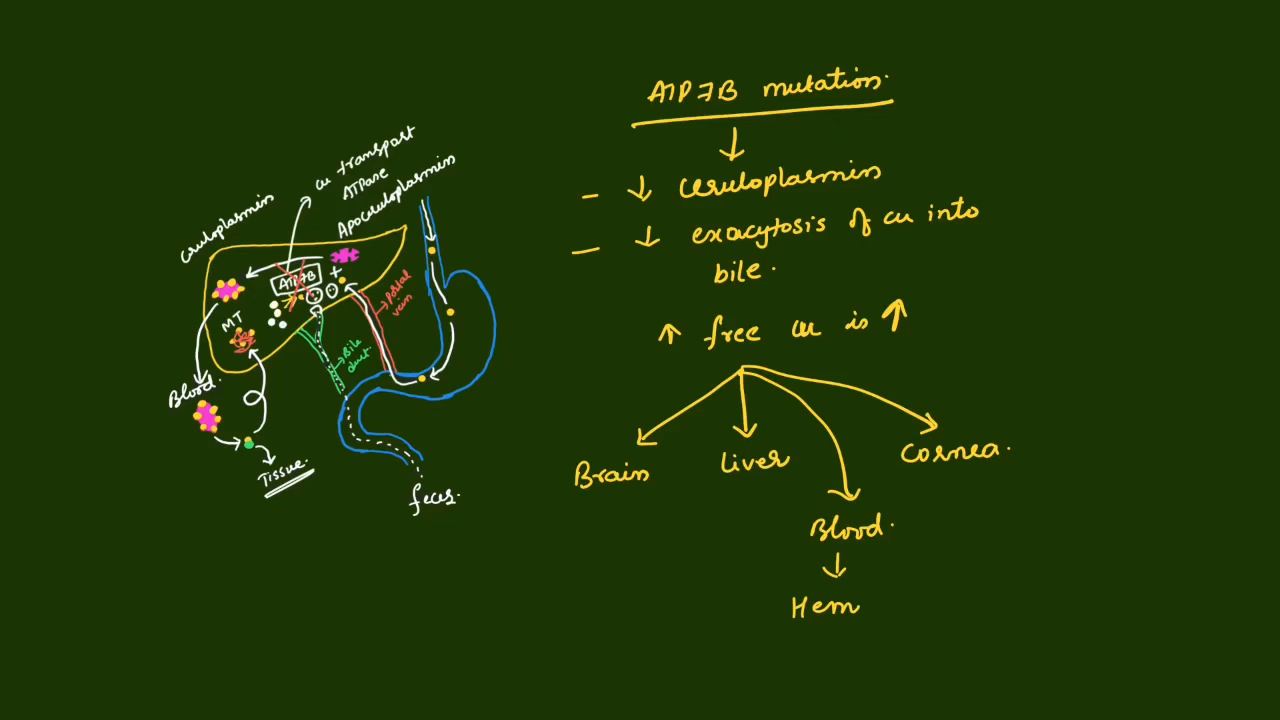 ATP7B mutation.
- ↓ ceruloplasmin
- ↓ exacytosis of cu into
bile.
↑ free cu is ↑
Brain
Liver
Cornea.
Blood.
↓
Hem
cu transport
ATPase
Apoceruloplasmin
ceruloplasmin
ATP7B
+
MT
Portal
vein
Bile
duct
Blood.
Tissue.
feces.